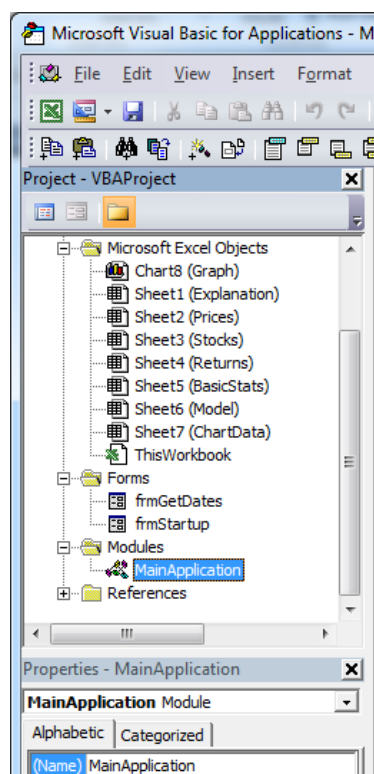 Microsoft Visual Basic for Applications - M
File Edit View Insert Format
Project - VBAProject
Microsoft Excel Objects
Chart8 (Graph)
Sheet1 (Explanation)
Sheet2 (Prices)
Sheet3 (Stocks)
Sheet4 (Returns)
Sheet5 (BasicStats)
Sheet6 (Model)
Sheet7 (ChartData)
ThisWorkbook
Forms
frmGetDates
frmStartup
Modules
MainApplication
References
Properties - MainApplication
MainApplication Module
Alphabetic Categorized
(Name) MainApplication